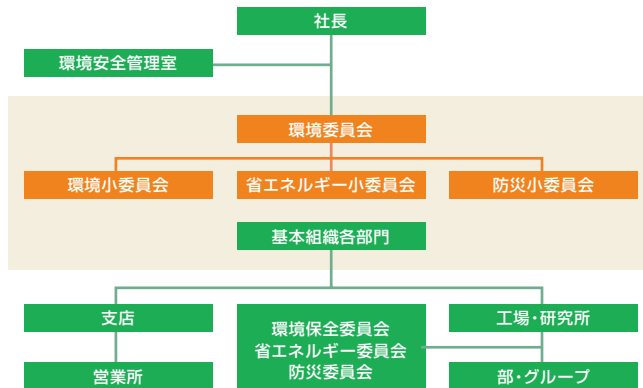 社長
環境安全管理室
環境委員会
環境小委員会
省エネルギー小委員会
防災小委員会
基本組織各部門
支店
環境保全委員会
省エネルギー委員会
防災委員会
工場・研究所
営業所
部・グループ